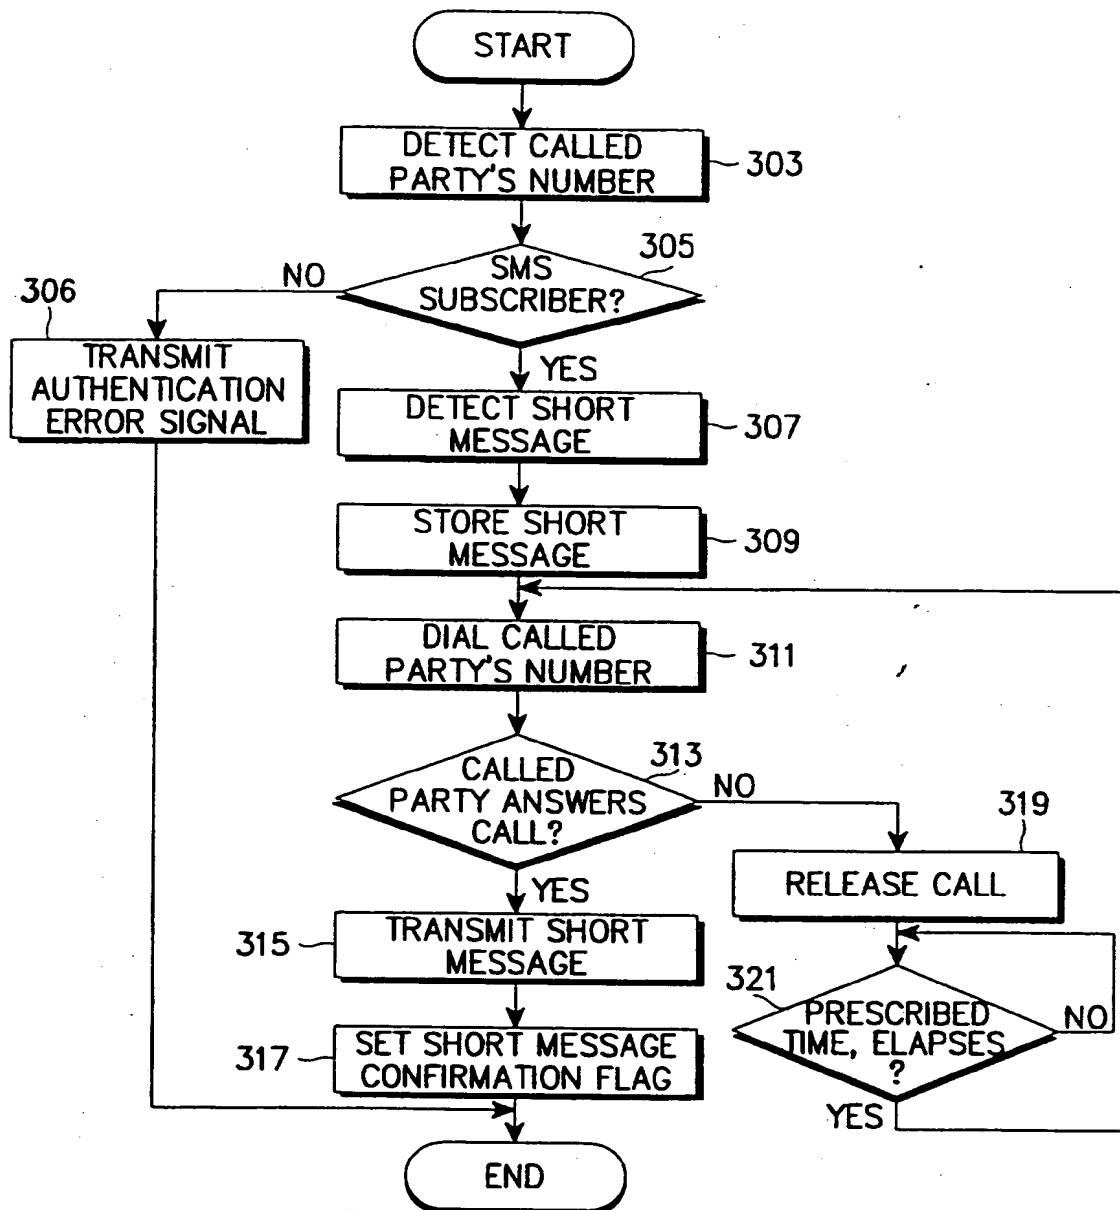 START
DETECT CALLED
PARTY'S NUMBER
303
305
SMS
SUBSCRIBER?
NO
306
TRANSMIT
AUTHENTICATION
ERROR SIGNAL
YES
DETECT SHORT
MESSAGE
307
STORE SHORT
MESSAGE
309
DIAL CALLED
PARTY'S NUMBER
311
313
CALLED
PARTY ANSWERS
CALL?
NO
319
RELEASE CALL
YES
315
TRANSMIT SHORT
MESSAGE
321
PRESCRIBED
TIME, ELAPSES
?
NO
YES
317
SET SHORT MESSAGE
CONFIRMATION FLAG
END